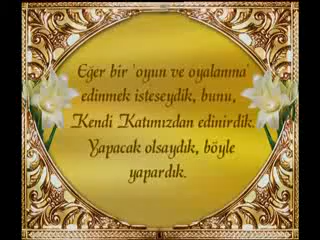 Eğer bir 'oyun ve oyalanma'
edinmek isteseydik, bunu,
Kendi Katımızdan edinirdik.
Yapacak olsaydık, böyle
yapardık.